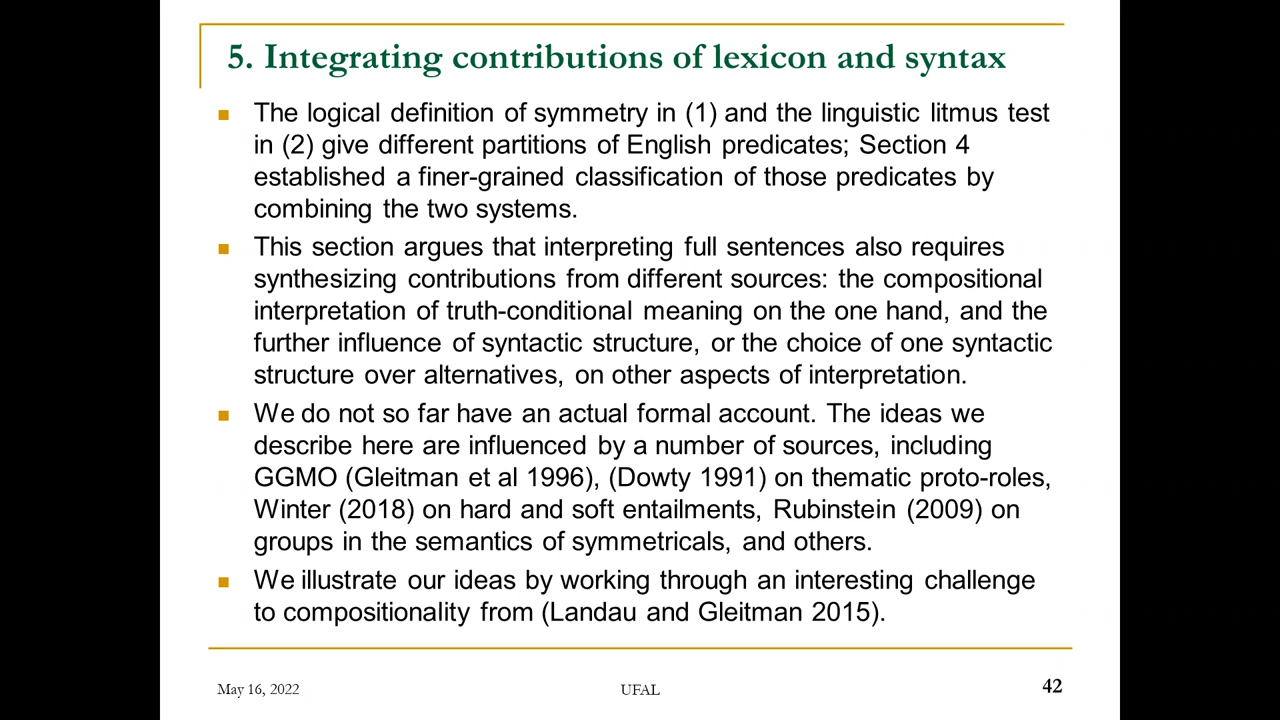 5. Integrating contributions of lexicon and syntax
The logical definition of symmetry in (1) and the linguistic litmus test
in (2) give different partitions of English predicates; Section 4
established a finer-grained classification of those predicates by
combining the two systems.
This section argues that interpreting full sentences also requires
synthesizing contributions from different sources: the compositional
interpretation of truth-conditional meaning on the one hand, and the
further influence of syntactic structure, or the choice of one syntactic
structure over alternatives, on other aspects of interpretation.
We do not so far have an actual formal account. The ideas we
describe here are influenced by a number of sources, including
GGMO (Gleitman et al 1996), (Dowty 1991) on thematic proto-roles,
Winter (2018) on hard and soft entailments, Rubinstein (2009) on
groups in the semantics of symmetricals, and others.
We illustrate our ideas by working through an interesting challenge
to compositionality from (Landau and Gleitman 2015).
May 16, 2022
UFAL
42